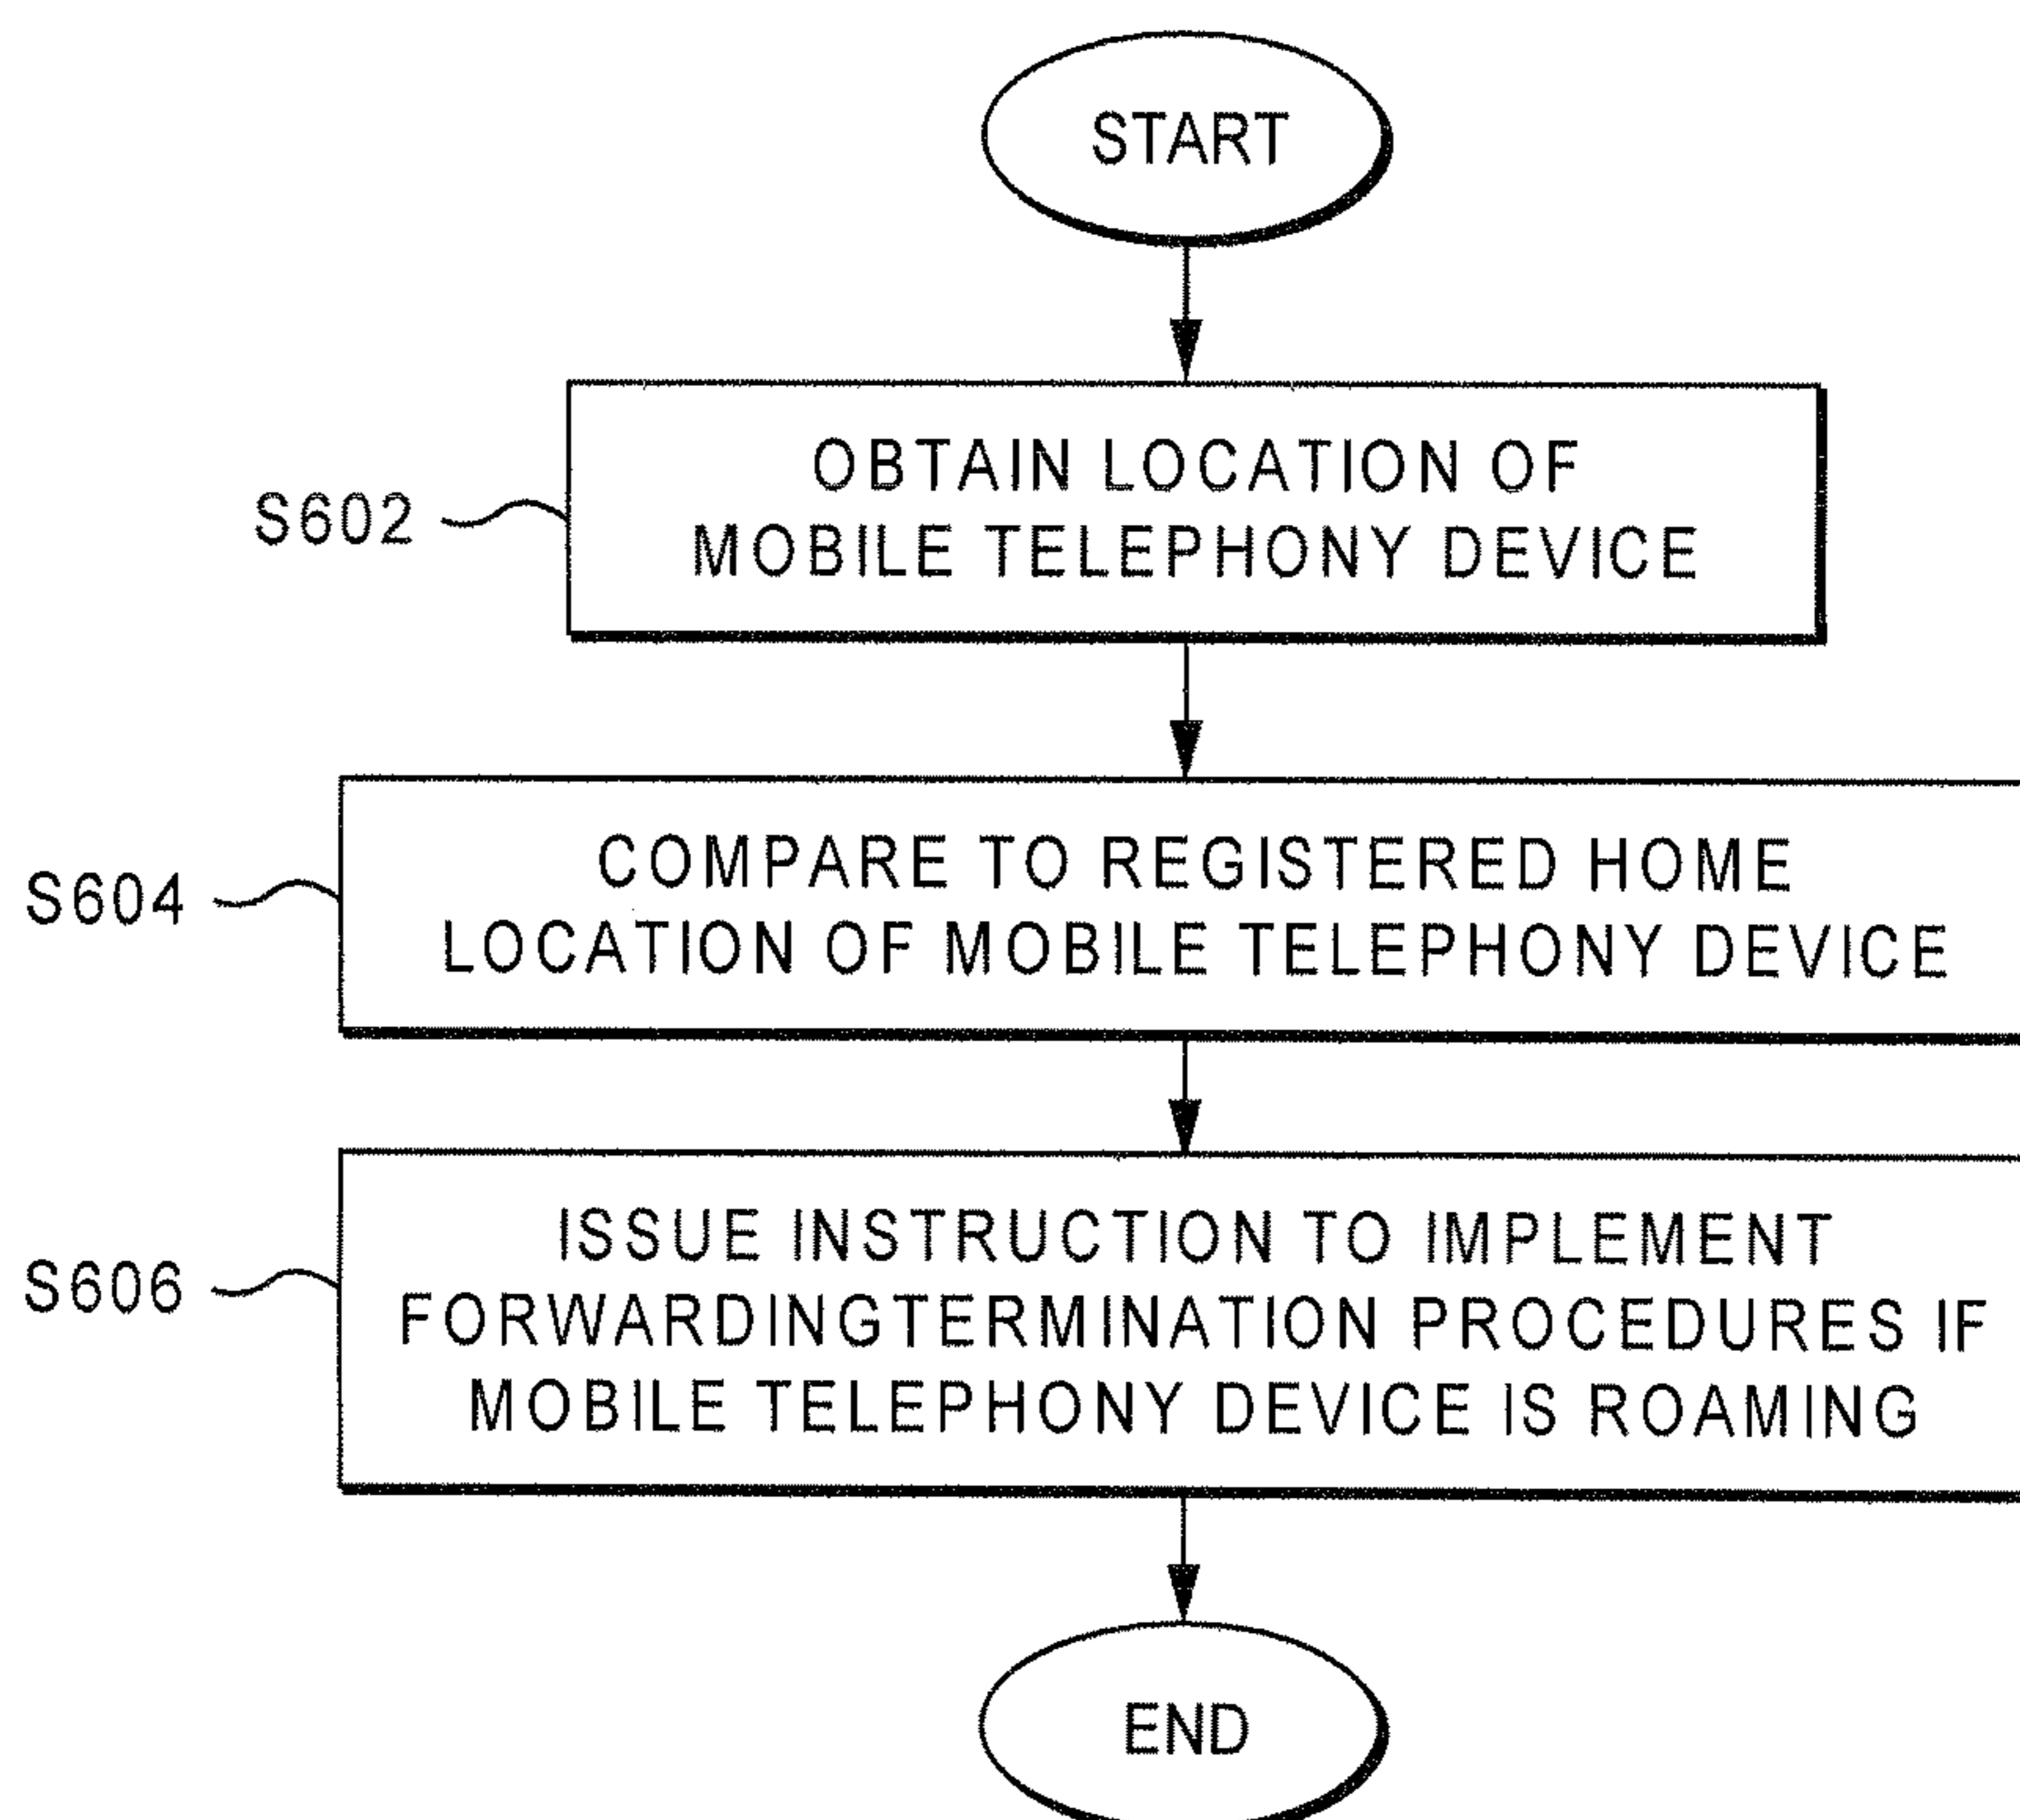 START
S602
OBTAIN LOCATION OF
MOBILE TELEPHONY DEVICE
S604
COMPARE TO REGISTERED HOME
LOCATION OF MOBILE TELEPHONY DEVICE
S606
ISSUE INSTRUCTION TO IMPLEMENT
FORWARDINGTERMINATION PROCEDURES IF
MOBILE TELEPHONY DEVICE IS ROAMING
END